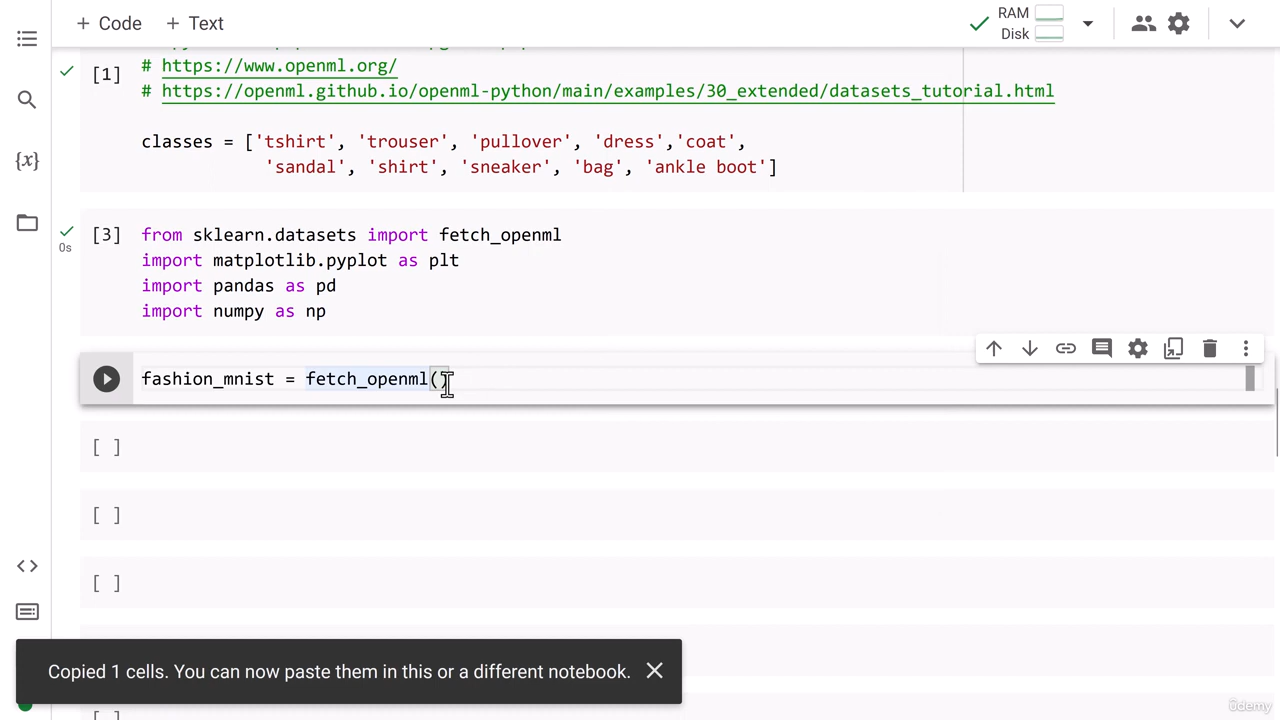 + Code + Text
RAM
Disk
[1]
# https://www.openml.org/
# https://openml.github.io/openml-python/main/examples/30_extended/datasets_tutorial.html
classes = ['tshirt', 'trouser', 'pullover', 'dress','coat',
'sandal', 'shirt', 'sneaker', 'bag', 'ankle boot']
{x}
[3] from sklearn.datasets import fetch_openml
0s
import matplotlib.pyplot as plt
import pandas as pd
import numpy as np
fashion_mnist = fetch_openml()
[ ]
[ ]
[ ]
Copied 1 cells. You can now paste them in this or a different notebook.
ûdemy